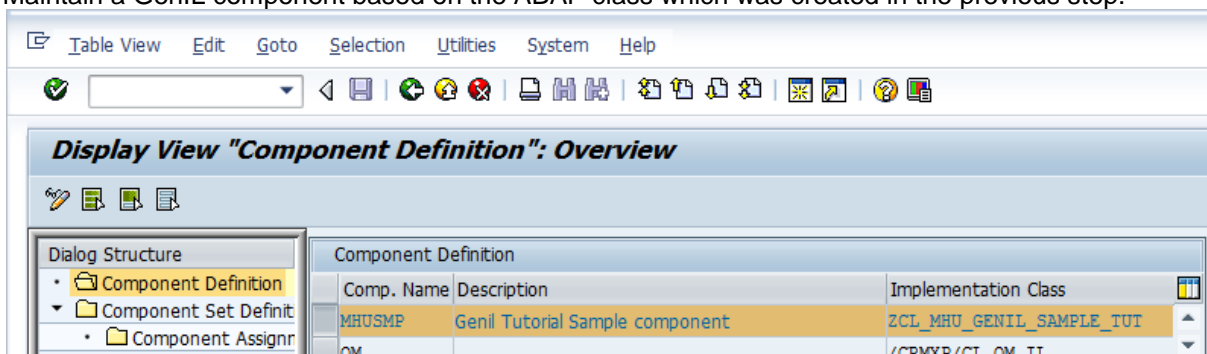 Maintain a GenIL component based on the ABAP class which was created in the previous step.
Table View Edit Goto Selection Utilities System Help
Display View "Component Definition": Overview
Dialog Structure
Component Definition
Component Set Definit
Component Assignr
Component Definition
Comp. Name Description Implementation Class
MHUSMP Genil Tutorial Sample component ZCL_MHU_GENIL_SAMPLE_TUT